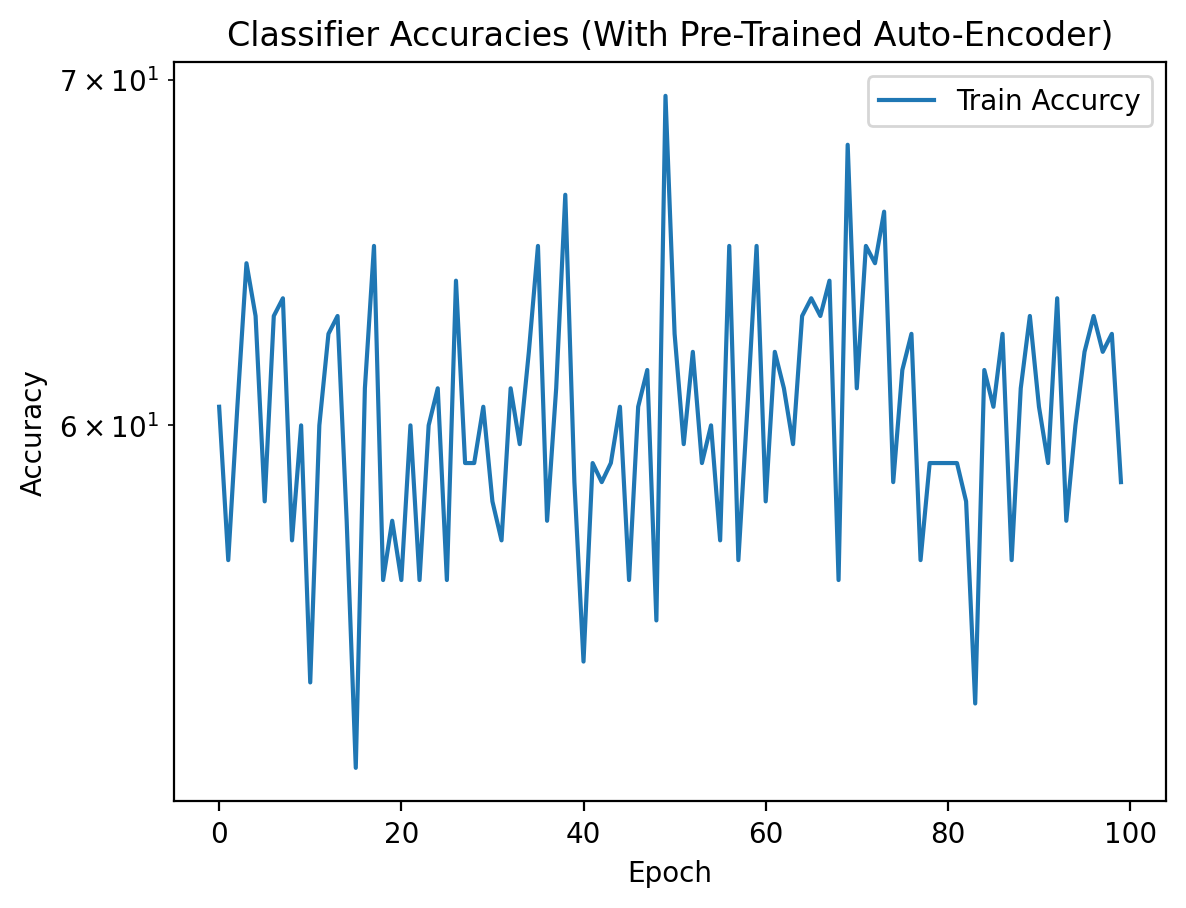 Classifier Accuracies (With Pre-Trained Auto-Encoder)
7 × 10¹
Train Accurcy
Accuracy
6 × 10¹
0 20 40 60 80 100
Epoch